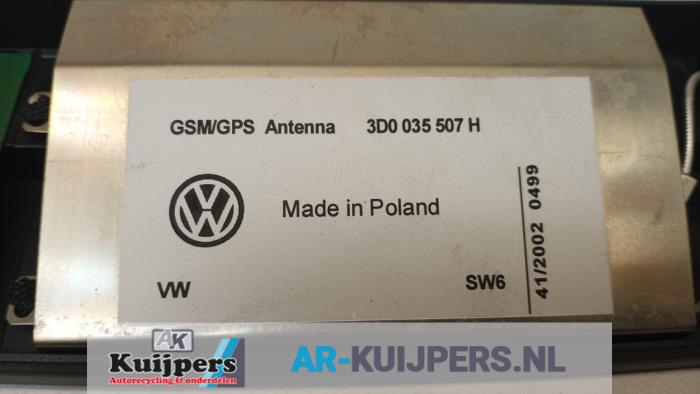 GSM/GPS Antenna 3D0 035 507 H
Made in Poland
VW SW6
41/2002 0499
AK
Kuijpers
Autorecycling & onderdelen
AR-KUIJPERS.NL